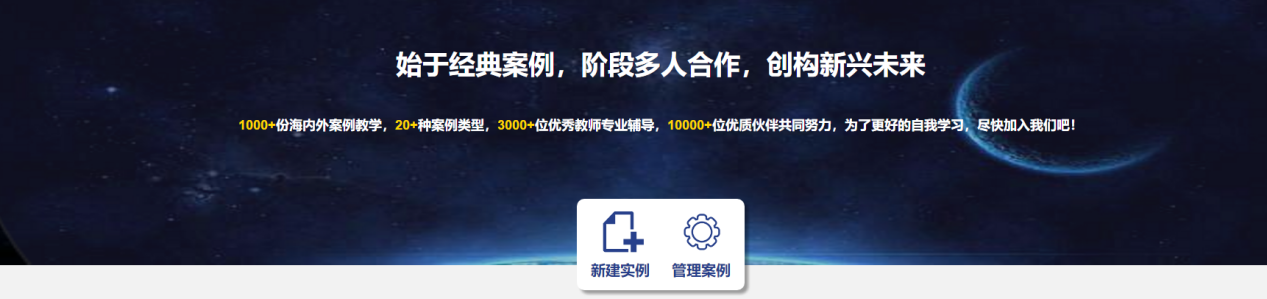 始于经典案例，阶段多人合作，创构新兴未来
1000+份海内外案例教学，20+种案例类型，3000+位优秀教师专业辅导，10000+位优质伙伴共同努力，为了更好的自我学习，尽快加入我们吧！
新建实例 管理案例